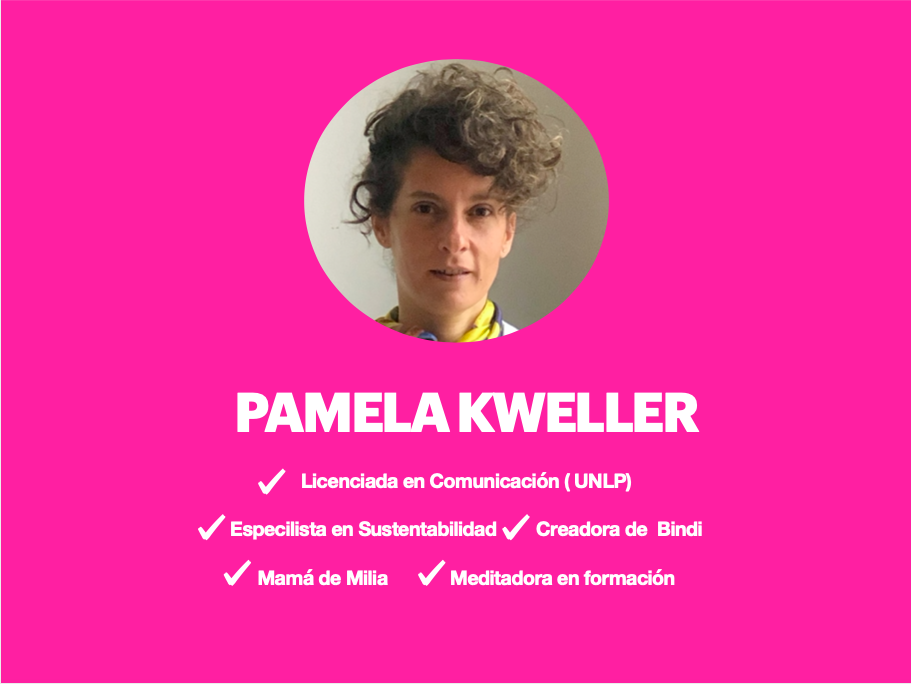 PAMELA KWELLER
Licenciada en Comunicación ( UNLP)
Especilista en Sustentabilidad Creadora de Bindi
Mamá de Milia Meditadora en formación